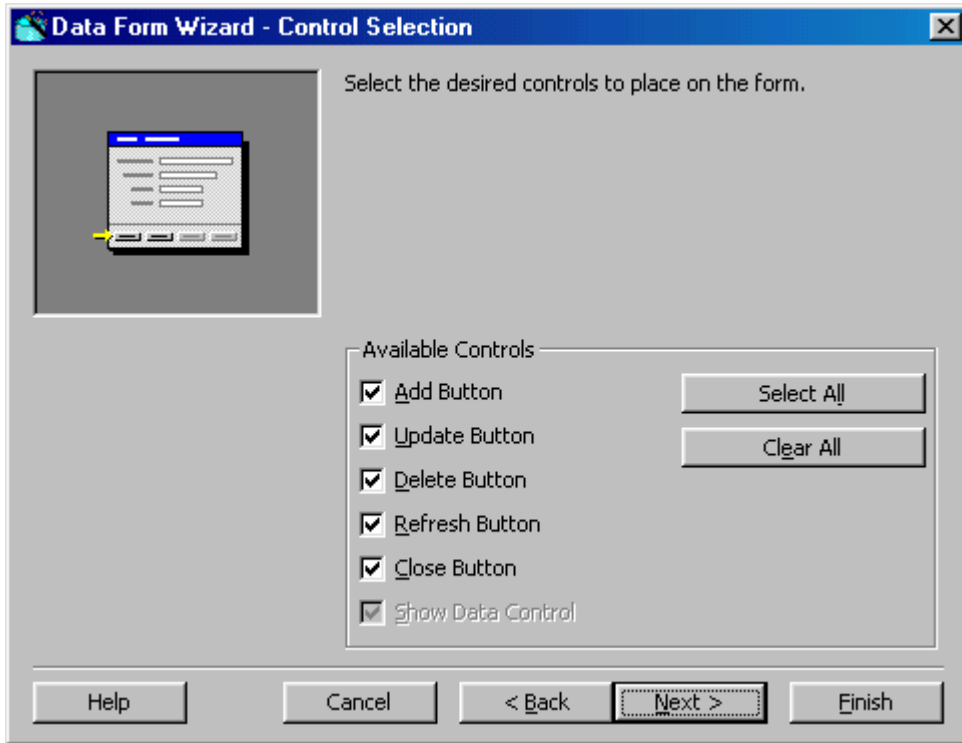 Data Form Wizard - Control Selection
Select the desired controls to place on the form.
Available Controls
Add Button
Select All
Update Button
Clear All
Delete Button
Refresh Button
Close Button
Show Data Control
Help
Cancel
< Back
Next >
Finish